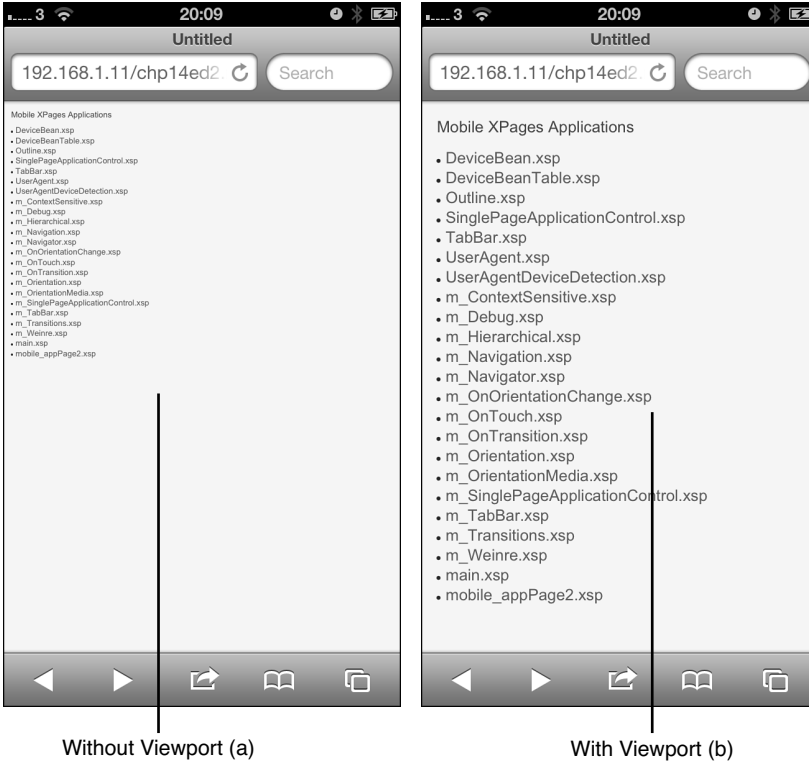 3 20:09
Untitled
192.168.1.11/chp14ed2. Search
Mobile XPages Applications
DeviceBean.xsp
DeviceBeanTable.xsp
Outline.xsp
SinglePageApplicationControl.xsp
TabBar.xsp
UserAgent.xsp
UserAgentDeviceDetection.xsp
m_ContextSensitive.xsp
m_Debug.xsp
m_Hierarchical.xsp
m_Navigation.xsp
m_Navigator.xsp
m_OnOrientationChange.xsp
m_OnTouch.xsp
m_OnTransition.xsp
m_Orientation.xsp
m_OrientationMedia.xsp
m_SinglePageApplicationControl.xsp
m_TabBar.xsp
m_Transitions.xsp
m_Weinre.xsp
main.xsp
mobile_appPage2.xsp
Without Viewport (a)
3 20:09
Untitled
192.168.1.11/chp14ed2. Search
Mobile XPages Applications
DeviceBean.xsp
DeviceBeanTable.xsp
Outline.xsp
SinglePageApplicationControl.xsp
TabBar.xsp
UserAgent.xsp
UserAgentDeviceDetection.xsp
m_ContextSensitive.xsp
m_Debug.xsp
m_Hierarchical.xsp
m_Navigation.xsp
m_Navigator.xsp
m_OnOrientationChange.xsp
m_OnTouch.xsp
m_OnTransition.xsp
m_Orientation.xsp
m_OrientationMedia.xsp
m_SinglePageApplicationControl.xsp
m_TabBar.xsp
m_Transitions.xsp
m_Weinre.xsp
main.xsp
mobile_appPage2.xsp
With Viewport (b)